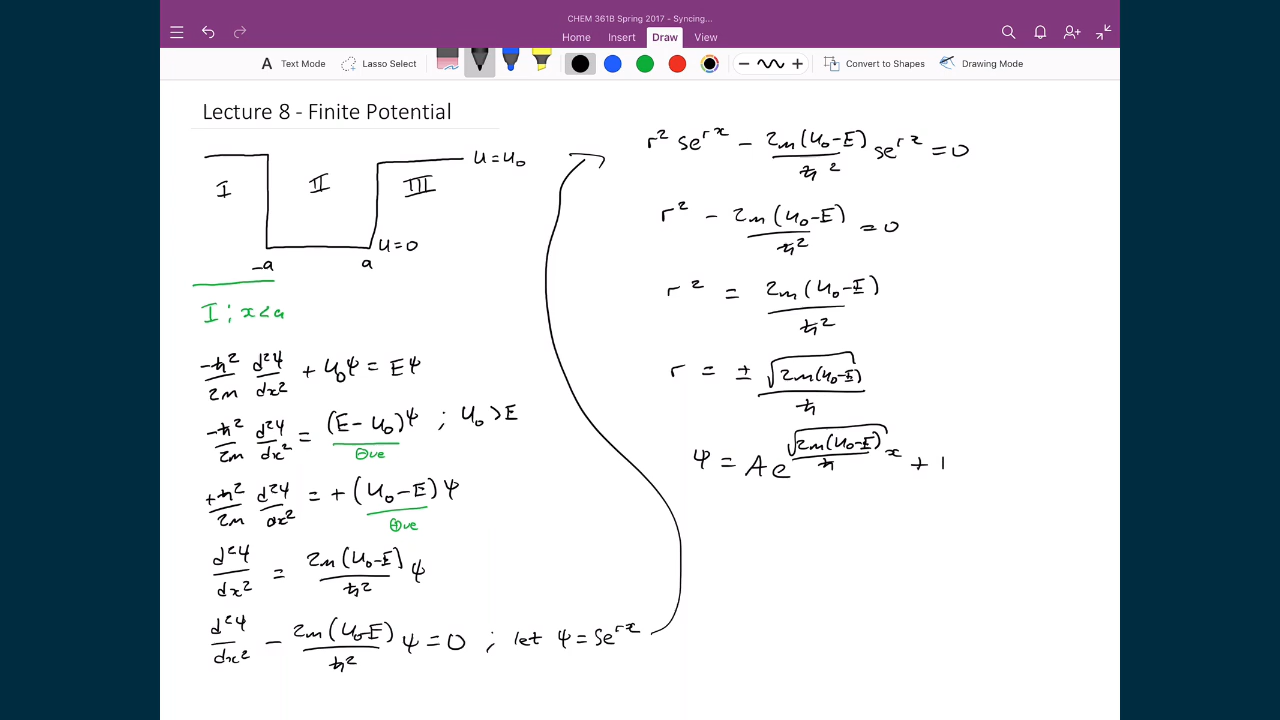 CHEM 361B Spring 2017 - Syncing...
Home Insert Draw View
A Text Mode Lasso Select Convert to Shapes Drawing Mode
Lecture 8 - Finite Potential
I II III U=U₀
U=0
-a a
I ; x<a
-ħ²/2m d²ψ/dx² + U₀ψ = Eψ
-ħ²/2m d²ψ/dx² = (E-U₀)ψ ; U₀>E
⊖ve
+ħ²/2m d²ψ/dx² = +(U₀-E)ψ
⊕ve
d²ψ/dx² = 2m(U₀-E)/ħ² ψ
d²ψ/dx² - 2m(U₀-E)/ħ² ψ = 0 ; let ψ = Se^{rx}
r² se^{rx} - 2m(U₀-E)/ħ² se^{rx} = 0
r² - 2m(U₀-E)/ħ² = 0
r² = 2m(U₀-E)/ħ²
r = ± √(2m(U₀-E))/ħ
ψ = Ae^{√(2m(U₀-E))/ħ x} +